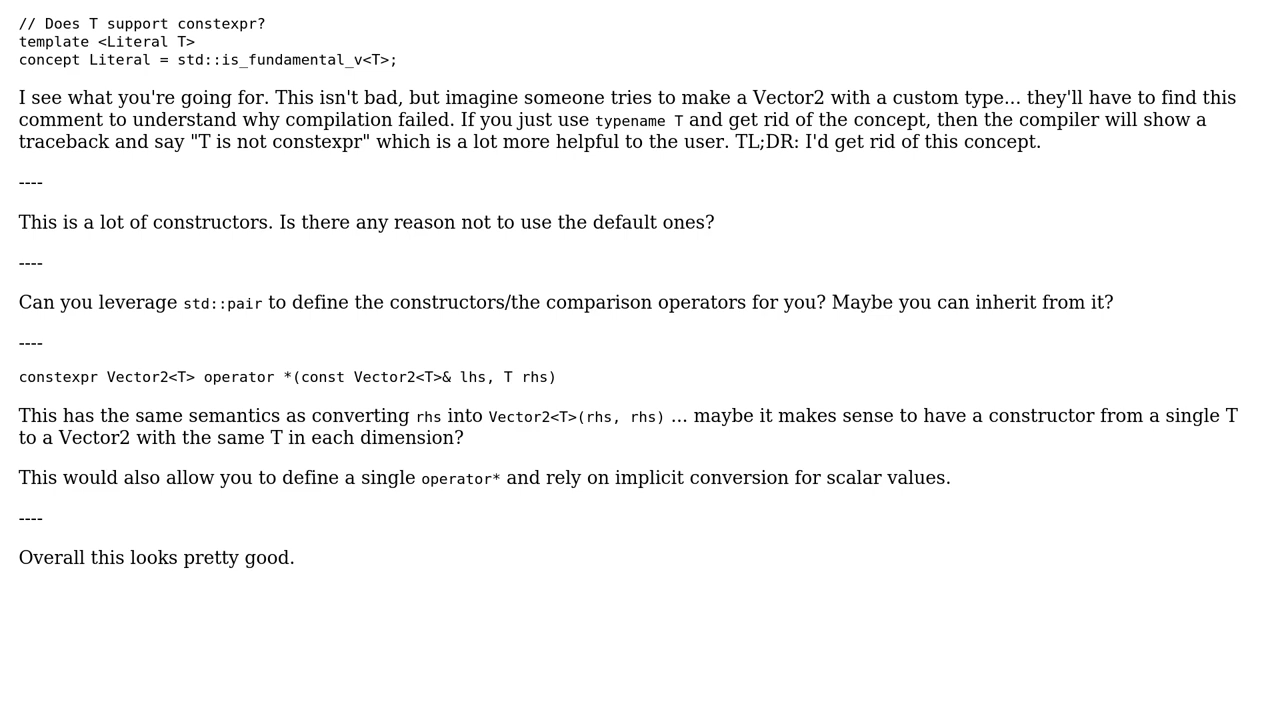 // Does T support constexpr?
template <Literal T>
concept Literal = std::is_fundamental_v<T>;
I see what you're going for. This isn't bad, but imagine someone tries to make a Vector2 with a custom type... they'll have to find this
comment to understand why compilation failed. If you just use typename T and get rid of the concept, then the compiler will show a
traceback and say "T is not constexpr" which is a lot more helpful to the user. TL;DR: I'd get rid of this concept.
----
This is a lot of constructors. Is there any reason not to use the default ones?
----
Can you leverage std::pair to define the constructors/the comparison operators for you? Maybe you can inherit from it?
----
constexpr Vector2<T> operator *(const Vector2<T>& lhs, T rhs)
This has the same semantics as converting rhs into Vector2<T>(rhs, rhs) ... maybe it makes sense to have a constructor from a single T
to a Vector2 with the same T in each dimension?
This would also allow you to define a single operator* and rely on implicit conversion for scalar values.
----
Overall this looks pretty good.